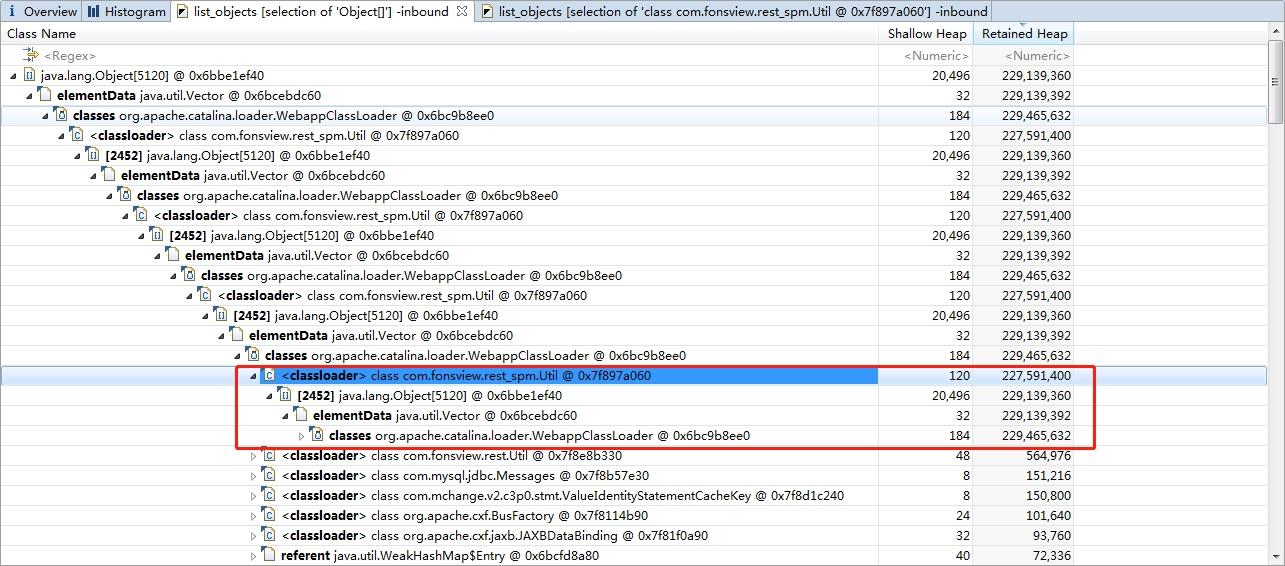 i Overview Histogram list_objects [selection of 'Object[]'] -inbound list_objects [selection of 'class com.fonsview.rest_spm.Util @ 0x7f897a060'] -inbound
Class Name Shallow Heap Retained Heap
<Regex> <Numeric> <Numeric>
java.lang.Object[5120] @ 0x6bbe1ef40 20,496 229,139,360
elementData java.util.Vector @ 0x6bcebdc60 32 229,139,392
classes org.apache.catalina.loader.WebappClassLoader @ 0x6bc9b8ee0 184 229,465,632
<classloader> class com.fonsview.rest_spm.Util @ 0x7f897a060 120 227,591,400
[2452] java.lang.Object[5120] @ 0x6bbe1ef40 20,496 229,139,360
elementData java.util.Vector @ 0x6bcebdc60 32 229,139,392
classes org.apache.catalina.loader.WebappClassLoader @ 0x6bc9b8ee0 184 229,465,632
<classloader> class com.fonsview.rest_spm.Util @ 0x7f897a060 120 227,591,400
[2452] java.lang.Object[5120] @ 0x6bbe1ef40 20,496 229,139,360
elementData java.util.Vector @ 0x6bcebdc60 32 229,139,392
classes org.apache.catalina.loader.WebappClassLoader @ 0x6bc9b8ee0 184 229,465,632
<classloader> class com.fonsview.rest_spm.Util @ 0x7f897a060 120 227,591,400
[2452] java.lang.Object[5120] @ 0x6bbe1ef40 20,496 229,139,360
elementData java.util.Vector @ 0x6bcebdc60 32 229,139,392
classes org.apache.catalina.loader.WebappClassLoader @ 0x6bc9b8ee0 184 229,465,632
<classloader> class com.fonsview.rest_spm.Util @ 0x7f897a060 120 227,591,400
[2452] java.lang.Object[5120] @ 0x6bbe1ef40 20,496 229,139,360
elementData java.util.Vector @ 0x6bcebdc60 32 229,139,392
classes org.apache.catalina.loader.WebappClassLoader @ 0x6bc9b8ee0 184 229,465,632
<classloader> class com.fonsview.rest.Util @ 0x7f8e8b330 48 564,976
<classloader> class com.mysql.jdbc.Messages @ 0x7f8b57e30 8 151,216
<classloader> class com.mchange.v2.c3p0.stmt.ValueIdentityStatementCacheKey @ 0x7f8d1c240 8 150,800
<classloader> class org.apache.cxf.BusFactory @ 0x7f8114b90 24 101,640
<classloader> class org.apache.cxf.jaxb.JAXBDataBinding @ 0x7f81f0a90 32 93,760
referent java.util.WeakHashMap$Entry @ 0x6bcfd8a80 40 72,336